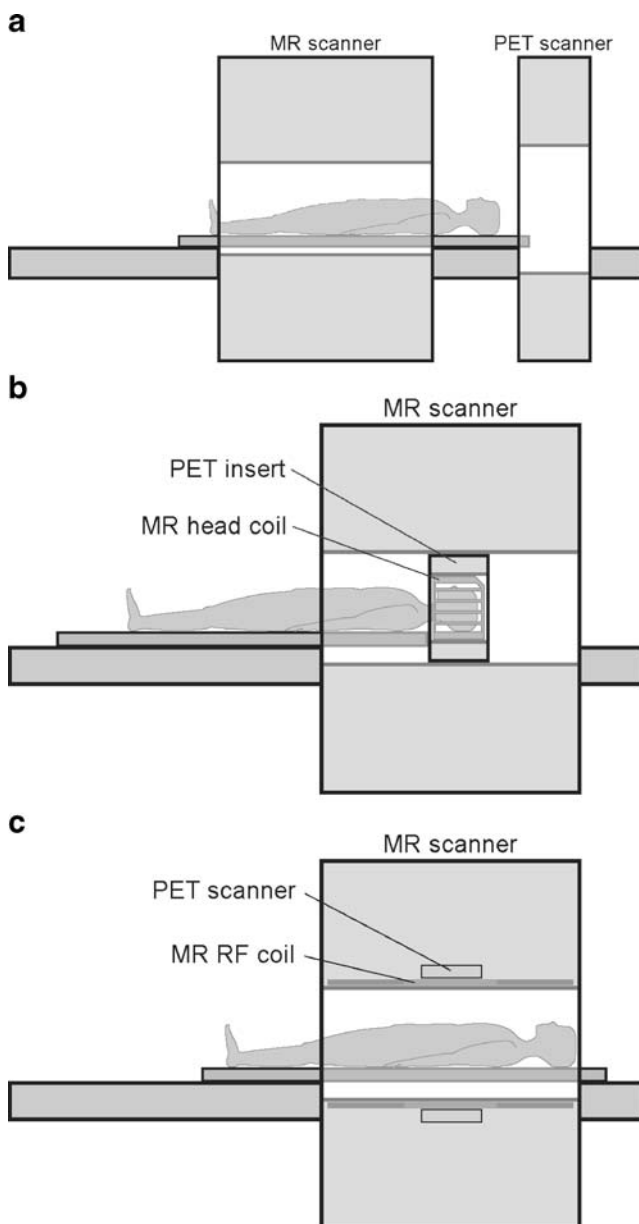 a
MR scanner PET scanner
b
MR scanner
PET insert
MR head coil
c
MR scanner
PET scanner
MR RF coil